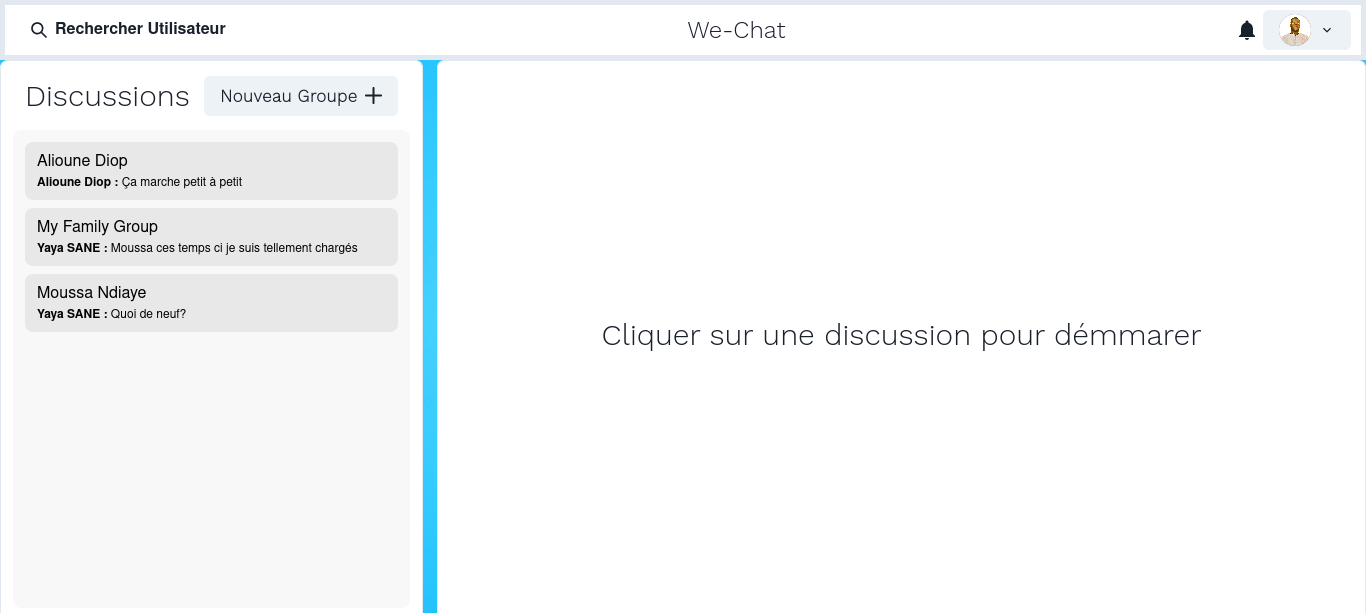 Rechercher Utilisateur
We-Chat
Discussions
Nouveau Groupe
Alioune Diop
Alioune Diop : Ça marche petit à petit
My Family Group
Yaya SANE : Moussa ces temps ci je suis tellement chargés
Moussa Ndiaye
Yaya SANE : Quoi de neuf?
Cliquer sur une discussion pour démmarer